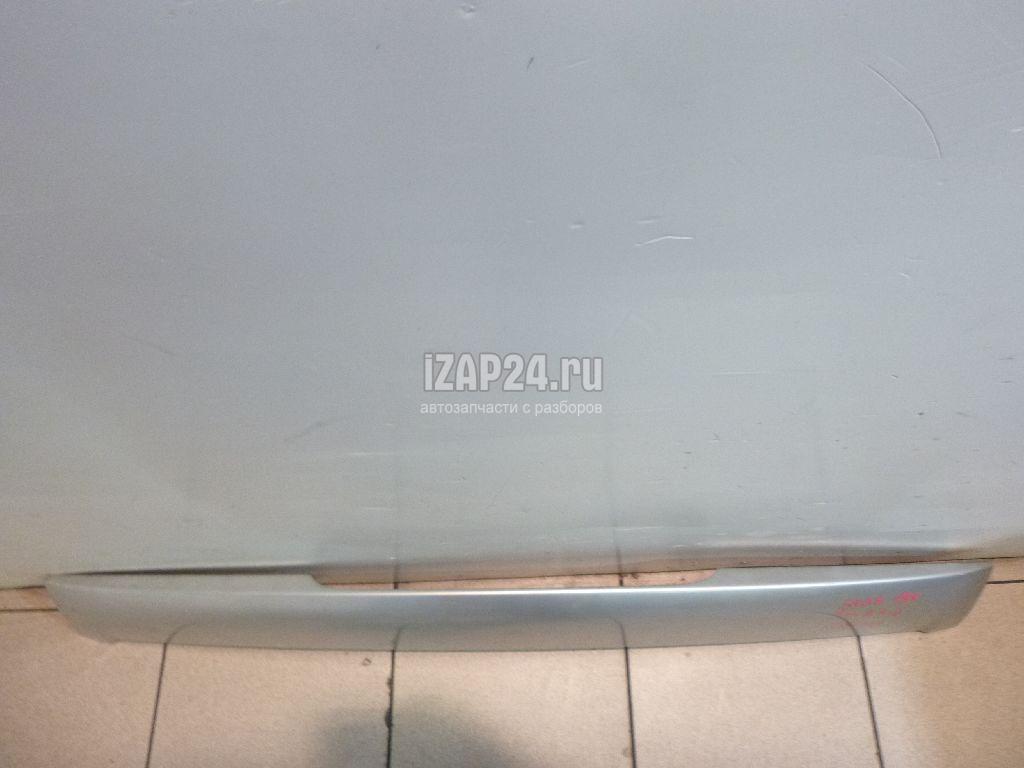 iZAP24.ru
автозапчасти с разборов